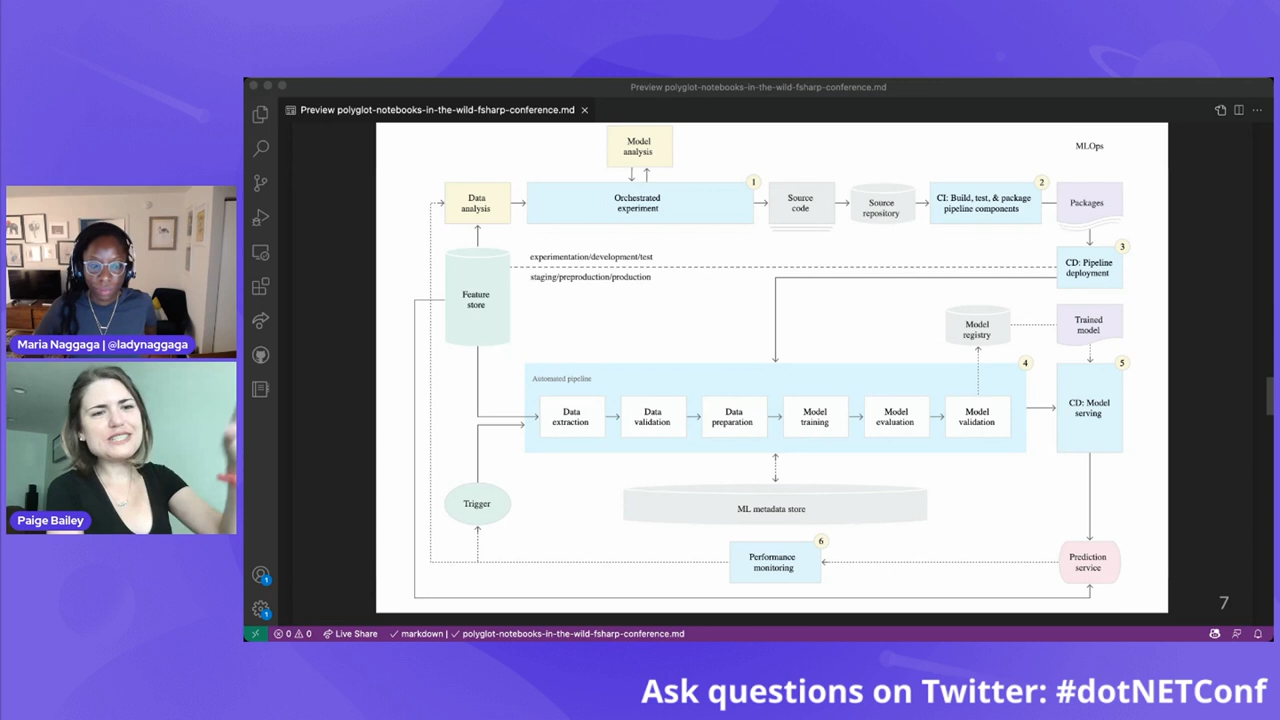 Preview polyglot-notebooks-in-the-wild-fsharp-conference.md
Preview polyglot-notebooks-in-the-wild-fsharp-conference.md
Model
analysis
MLOps
1
2
Data
analysis
Orchestrated
experiment
Source
code
Source
repository
CI: Build, test, & package
pipeline components
Packages
3
experimentation/development/test
staging/preproduction/production
CD: Pipeline
deployment
Feature
store
Model
registry
Trained
model
Maria Naggaga | @ladynaggaga
4
5
Automated pipeline
Data
extraction
Data
validation
Data
preparation
Model
training
Model
evaluation
Model
validation
CD: Model
serving
Trigger
ML metadata store
Paige Bailey
6
Performance
monitoring
Prediction
service
1
1
7
0 0 Live Share markdown | polyglot-notebooks-in-the-wild-fsharp-conference.md
Ask questions on Twitter: #dotNETConf